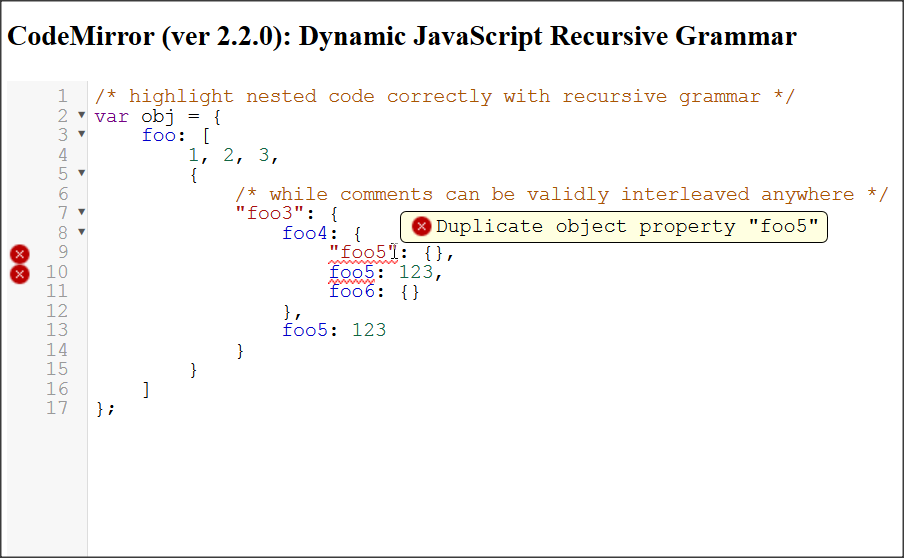 CodeMirror (ver 2.2.0): Dynamic JavaScript Recursive Grammar
1 /* highlight nested code correctly with recursive grammar */
2 var obj = {
3 foo: [
4 1, 2, 3,
5 {
6 /* while comments can be validly interleaved anywhere */
7 "foo3": {
8 foo4: {
Duplicate object property "foo5"
9 "foo5": {},
10 foo5: 123,
11 foo6: {}
12 },
13 foo5: 123
14 }
15 }
16 ]
17 };